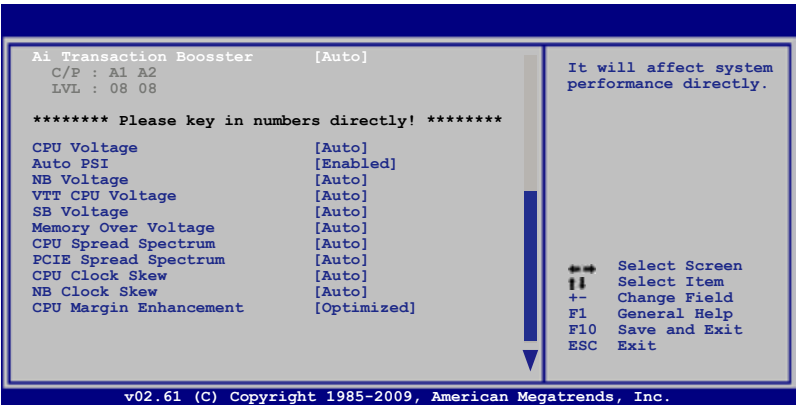 Ai TransactionBoosster [Auto]
C/P : A1 A2
LVL : 08 08
******** Please key in numbers directly! ********
CPU Voltage [Auto]
Auto PSI [Enabled]
NB Voltage [Auto]
VTT CPU Voltage [Auto]
SB Voltage [Auto]
Memory Over Voltage [Auto]
CPU Spread Spectrum [Auto]
PCIE Spread Spectrum [Auto]
CPU Clock Skew [Auto]
NB Clock Skew [Auto]
CPU Margin Enhancement [Optimized]
It will affect system
performance directly.
Select Screen
Select Item
+- Change Field
F1 General Help
F10 Save and Exit
ESC Exit
v02.61 (C) Copyright 1985-2009, American Megatrends, Inc.